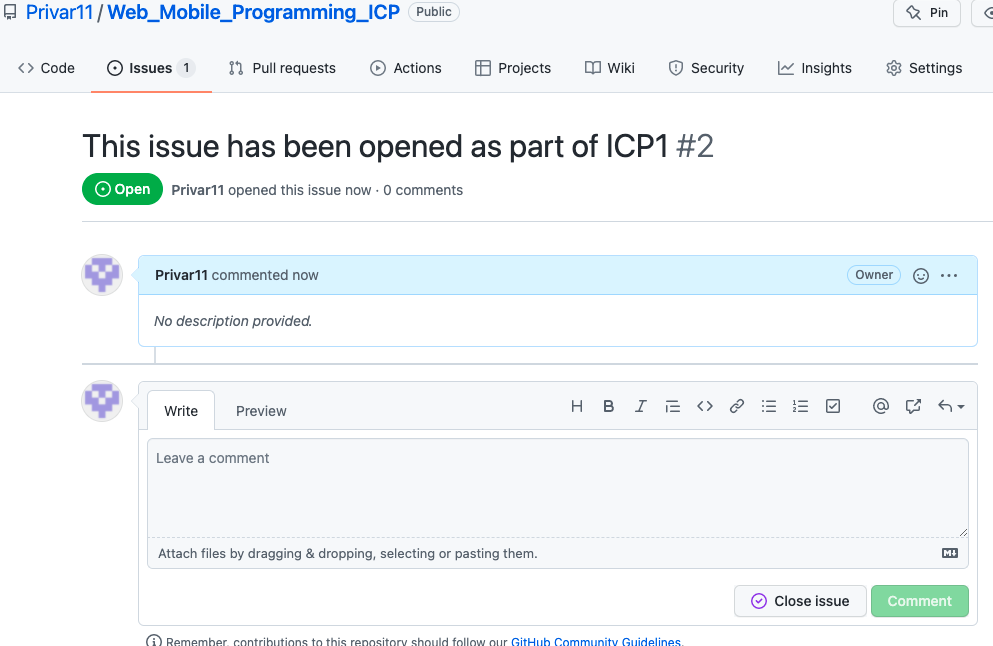 Privar11 / Web_Mobile_Programming_ICP Public Pin
Code Issues 1 Pull requests Actions Projects Wiki Security Insights Settings
This issue has been opened as part of ICP1 #2
Open Privar11 opened this issue now · 0 comments
Privar11 commented now Owner
No description provided.
Write Preview
Leave a comment
Attach files by dragging & dropping, selecting or pasting them.
Close issue Comment
Remember, contributions to this repository should follow our GitHub Community Guidelines.